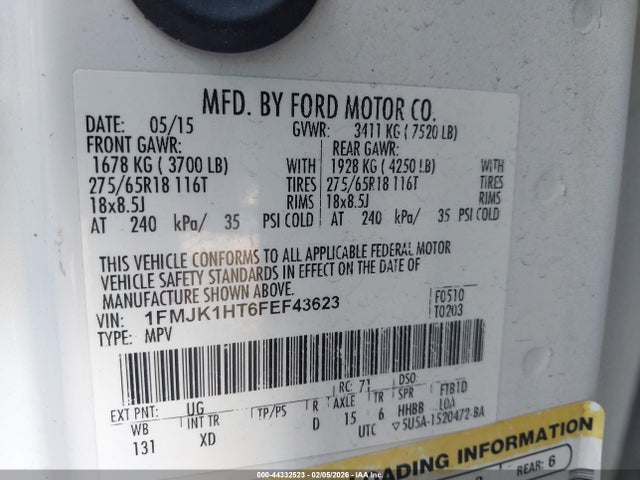 MFD. BY FORD MOTOR CO.
DATE: 05/15 GVWR: 3411 KG ( 7520 LB)
FRONT GAWR: REAR GAWR:
1678 KG ( 3700 LB) WITH 1928 KG ( 4250 LB) WITH
275/65R18 116T TIRES 275/65R18 116T TIRES
18x8.5J RIMS 18x8.5J RIMS
AT 240 kPa/ 35 PSI COLD AT 240 kPa/ 35 PSI COLD
THIS VEHICLE CONFORMS TO ALL APPLICABLE FEDERAL MOTOR
VEHICLE SAFETY STANDARDS IN EFFECT ON THE DATE OF
MANUFACTURE SHOWN ABOVE.
VIN: 1FMJK1HT6FEF43623 F0510
TYPE: MPV T0203
RC: 71 DSO:
EXT PNT: UG TP/PS R AXLE TR SPR FTB1D
WB INT TR D 15 6 HHBB LOA
131 XD UTC ▽5U5A-1520472-BA
ADING INFORMATION
REAR: 6
000-44332523 - 02/05/2026 - IAA Inc.